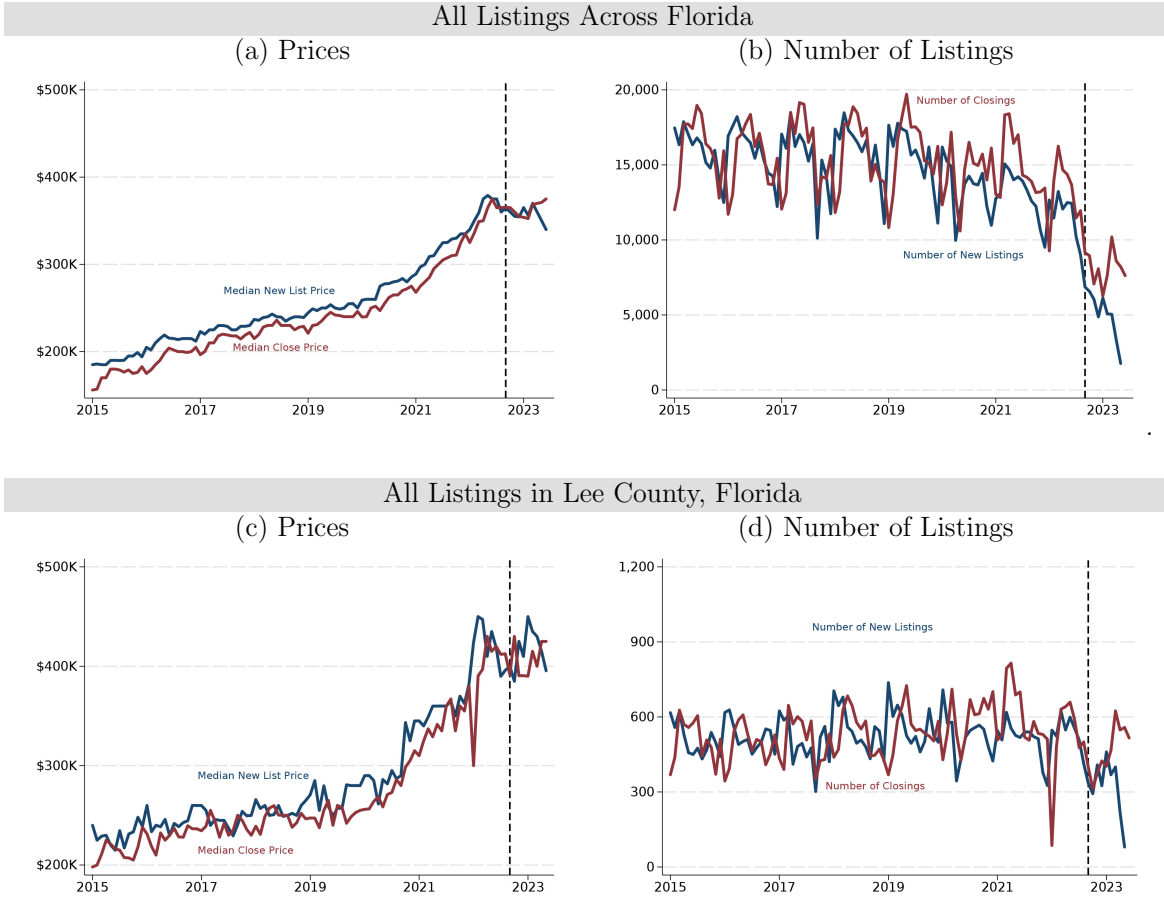 All Listings Across Florida
(a) Prices
(b) Number of Listings
$500K
$400K
$300K
$200K
Median New List Price
Median Close Price
2015 2017 2019 2021 2023
20,000
15,000
10,000
5,000
0
Number of Closings
Number of New Listings
2015 2017 2019 2021 2023
.
All Listings in Lee County, Florida
(c) Prices
(d) Number of Listings
$500K
$400K
$300K
$200K
Median New List Price
Median Close Price
2015 2017 2019 2021 2023
1,200
900
600
300
0
Number of New Listings
Number of Closings
2015 2017 2019 2021 2023